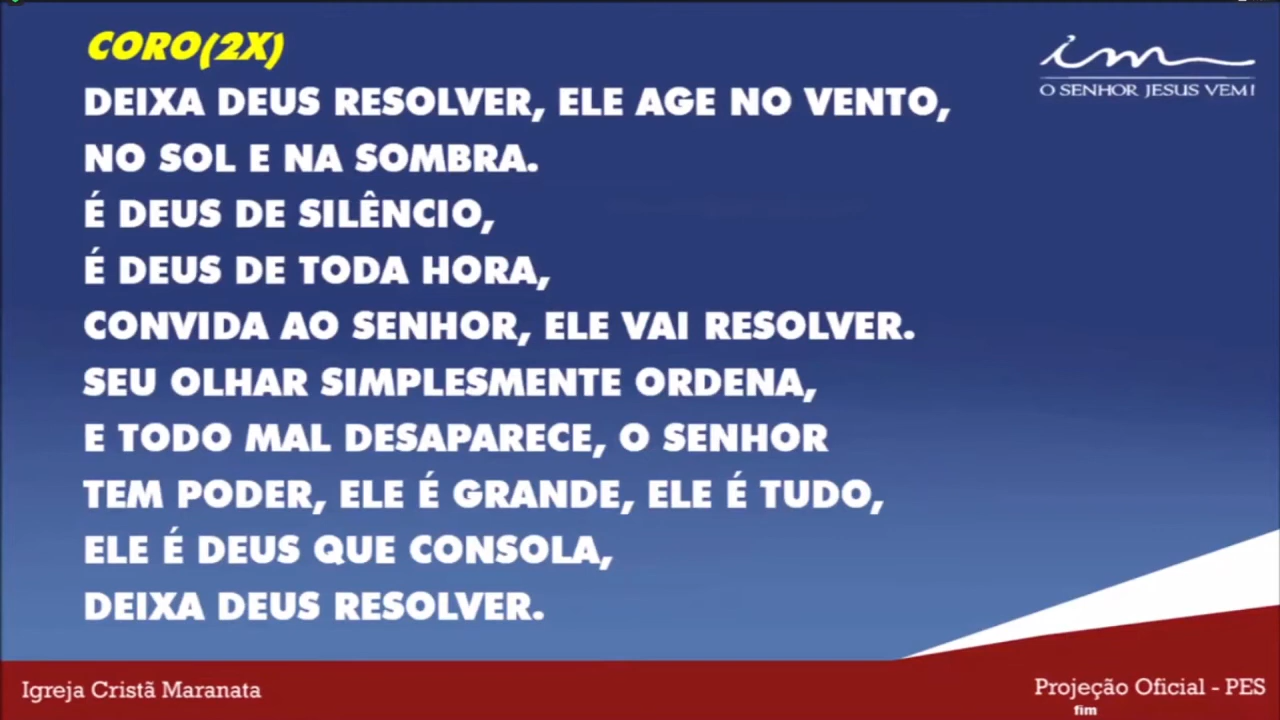 CORO(2X)
DEIXA DEUS RESOLVER, ELE AGE NO VENTO,
NO SOL E NA SOMBRA.
É DEUS DE SILÊNCIO,
É DEUS DE TODA HORA,
CONVIDA AO SENHOR, ELE VAI RESOLVER.
SEU OLHAR SIMPLESMENTE ORDENA,
E TODO MAL DESAPARECE, O SENHOR
TEM PODER, ELE É GRANDE, ELE É TUDO,
ELE É DEUS QUE CONSOLA,
DEIXA DEUS RESOLVER.
im
O SENHOR JESUS VEM!
Igreja Cristã Maranata
Projeção Oficial - PES
fim